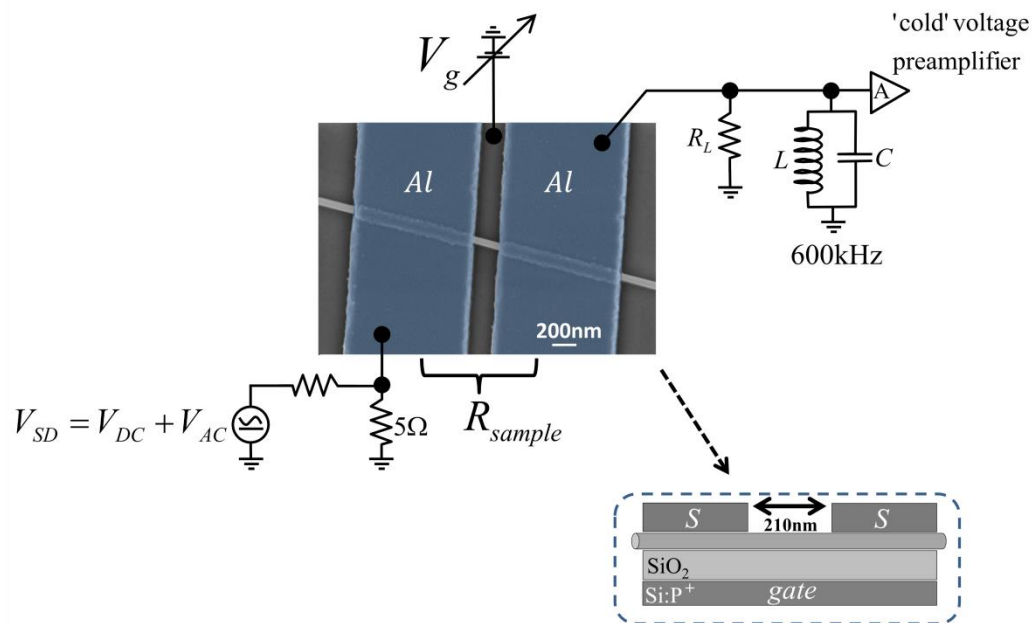 'cold' voltage
preamplifier
V_g
A
R_L
L
C
600kHz
Al
Al
200nm
V_SD = V_DC + V_AC
5Ω
R_sample
S
210nm
S
SiO₂
Si:P⁺
gate